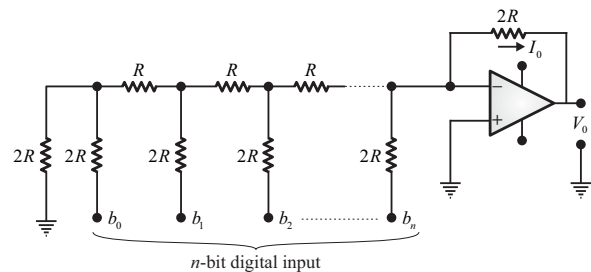 2R
I₀
R R R
− +
V₀
2R 2R 2R 2R 2R
b₀ b₁ b₂ bₙ
n-bit digital input